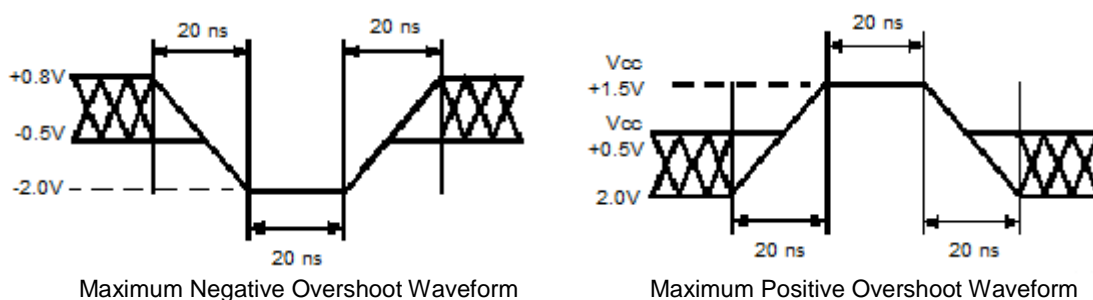 20 ns
20 ns
+0.8V
-0.5V
-2.0V
20 ns
Maximum Negative Overshoot Waveform
20 ns
Vcc
+1.5V
Vcc
+0.5V
2.0V
20 ns
20 ns
Maximum Positive Overshoot Waveform